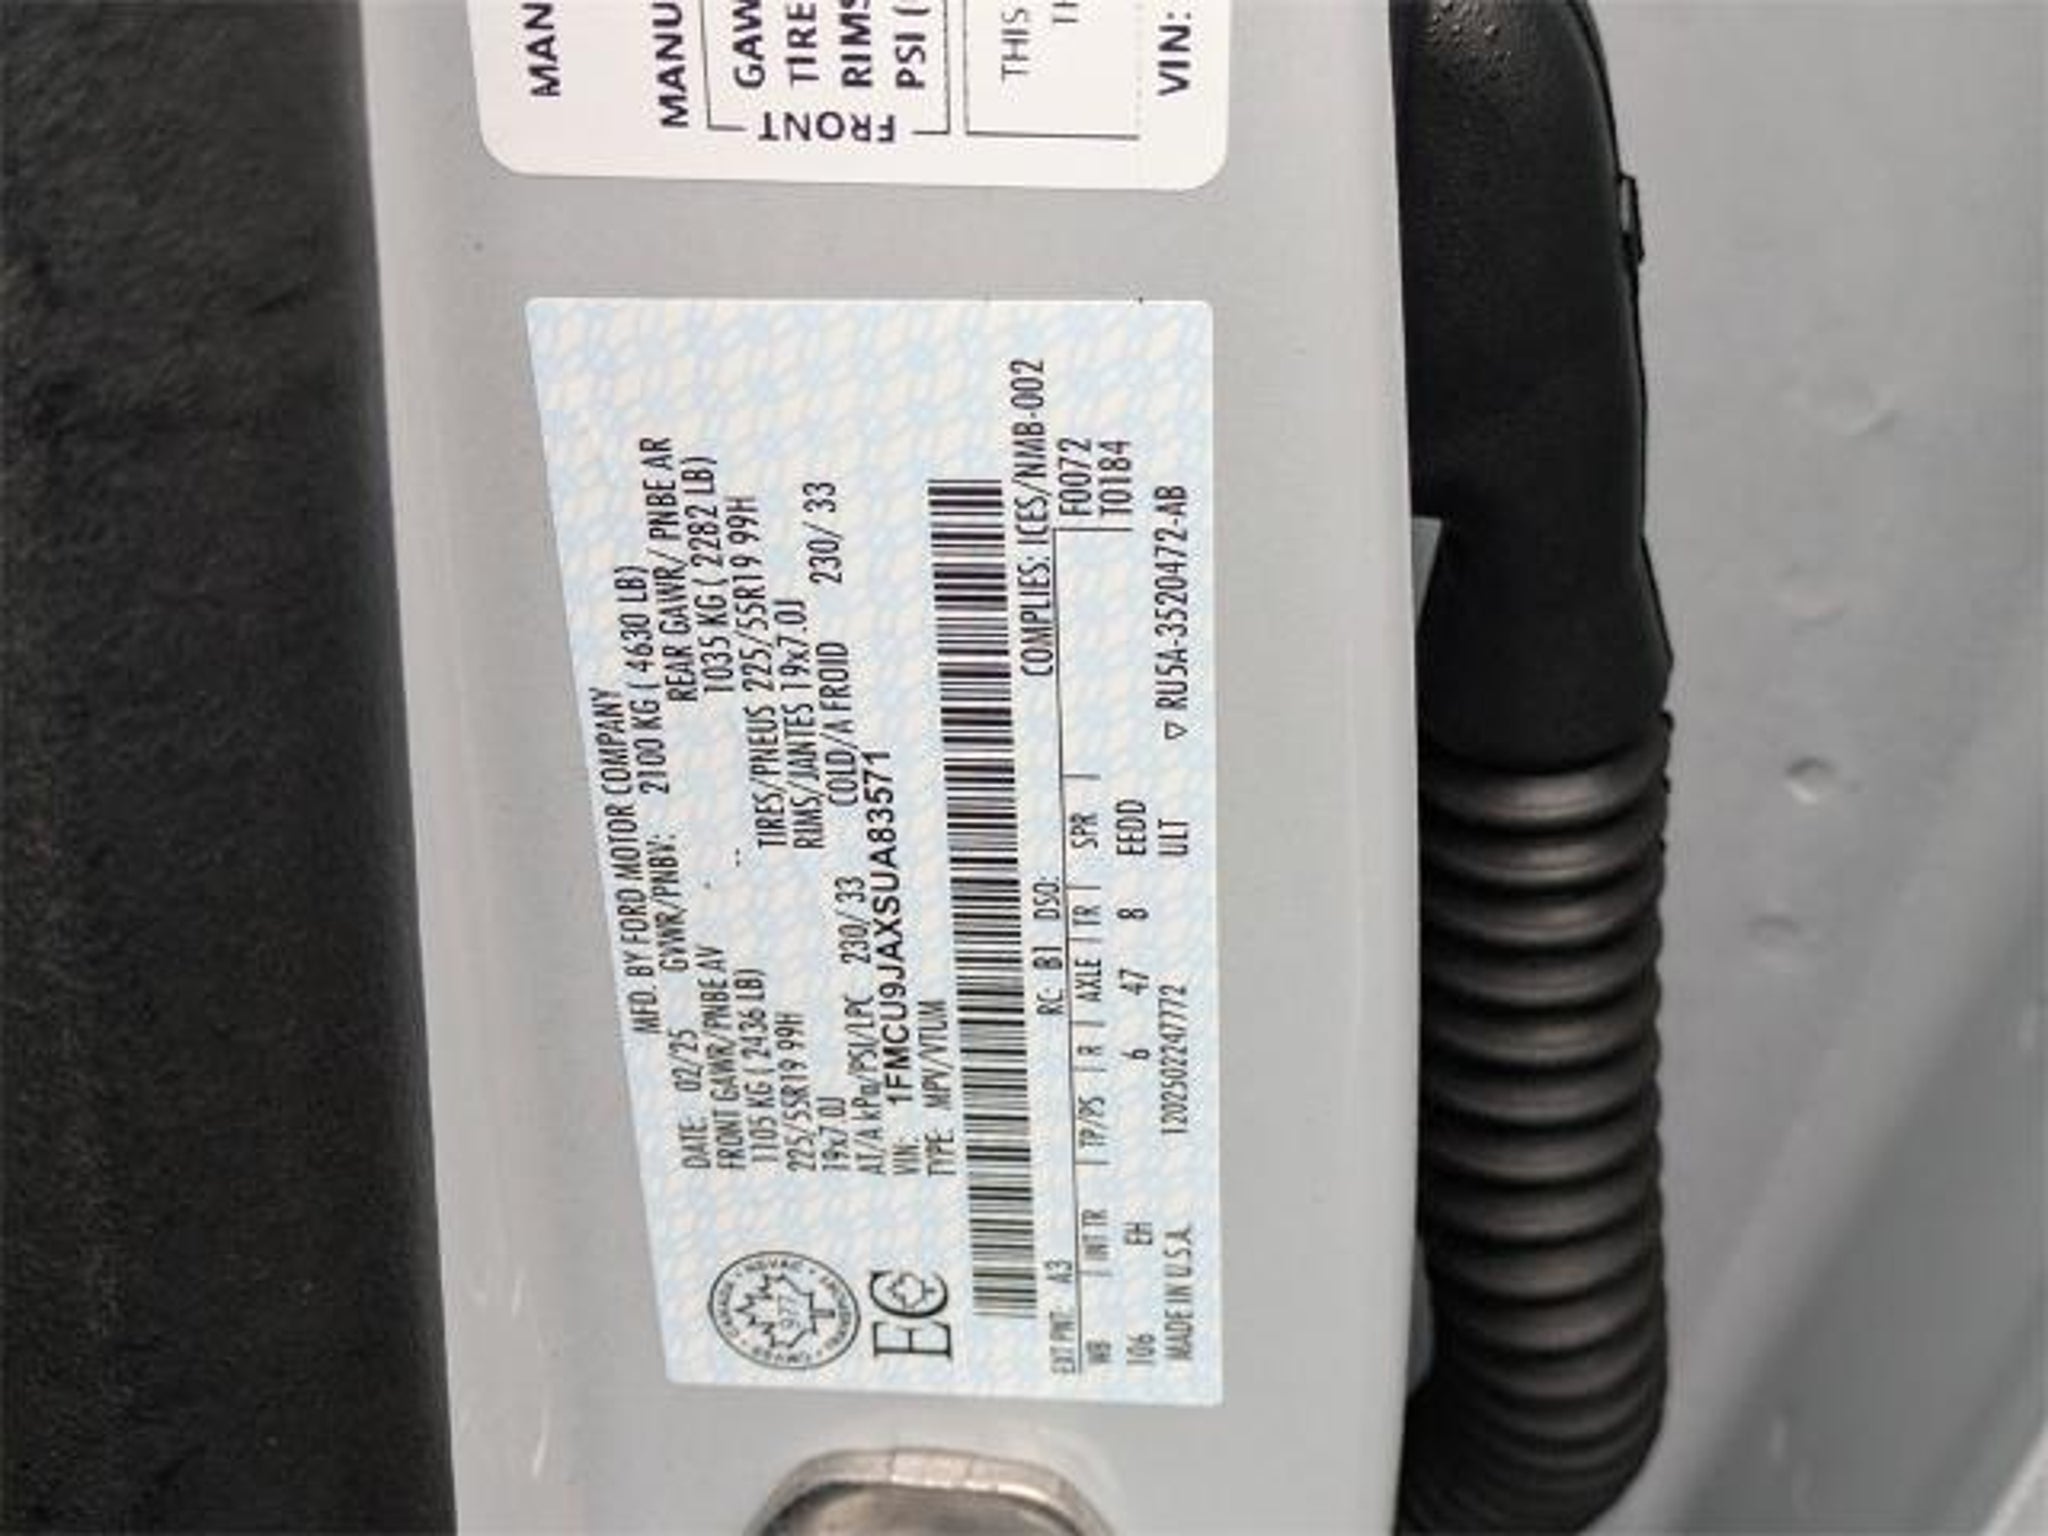 MAN
MANU
FRONT
GAW
TIRE
RIMS
PSI (
THIS
TH
VIN:
MFD. BY FORD MOTOR COMPANY
DATE: 02/25 GVWR/PNBV: 2100 KG ( 4630 LB)
FRONT GAWR/PNBE AV REAR GAWR/ PNBE AR
1105 KG ( 2436 LB) 1035 KG ( 2282 LB)
225/55R19 99H TIRES/PNEUS 225/55R19 99H
19x7.0J RIMS/JANTES 19x7.0J
AT/A kPa/PSI/LPC 230/ 33 COLD/A FROID 230/ 33
VIN: 1FMCU9JAXSUA83571
TYPE: MPV/VTUM
EC
COMPLIES: ICES/NMB-002
EXT PNT: A3 RC: B1 DSO:
F0072
WB INT TR TP/PS R AXLE TR SPR T0184
106 EH 6 47 8 EEDD
MADE IN U.S.A. 1202502247772 ULT ▽ RU5A-3520472-AB